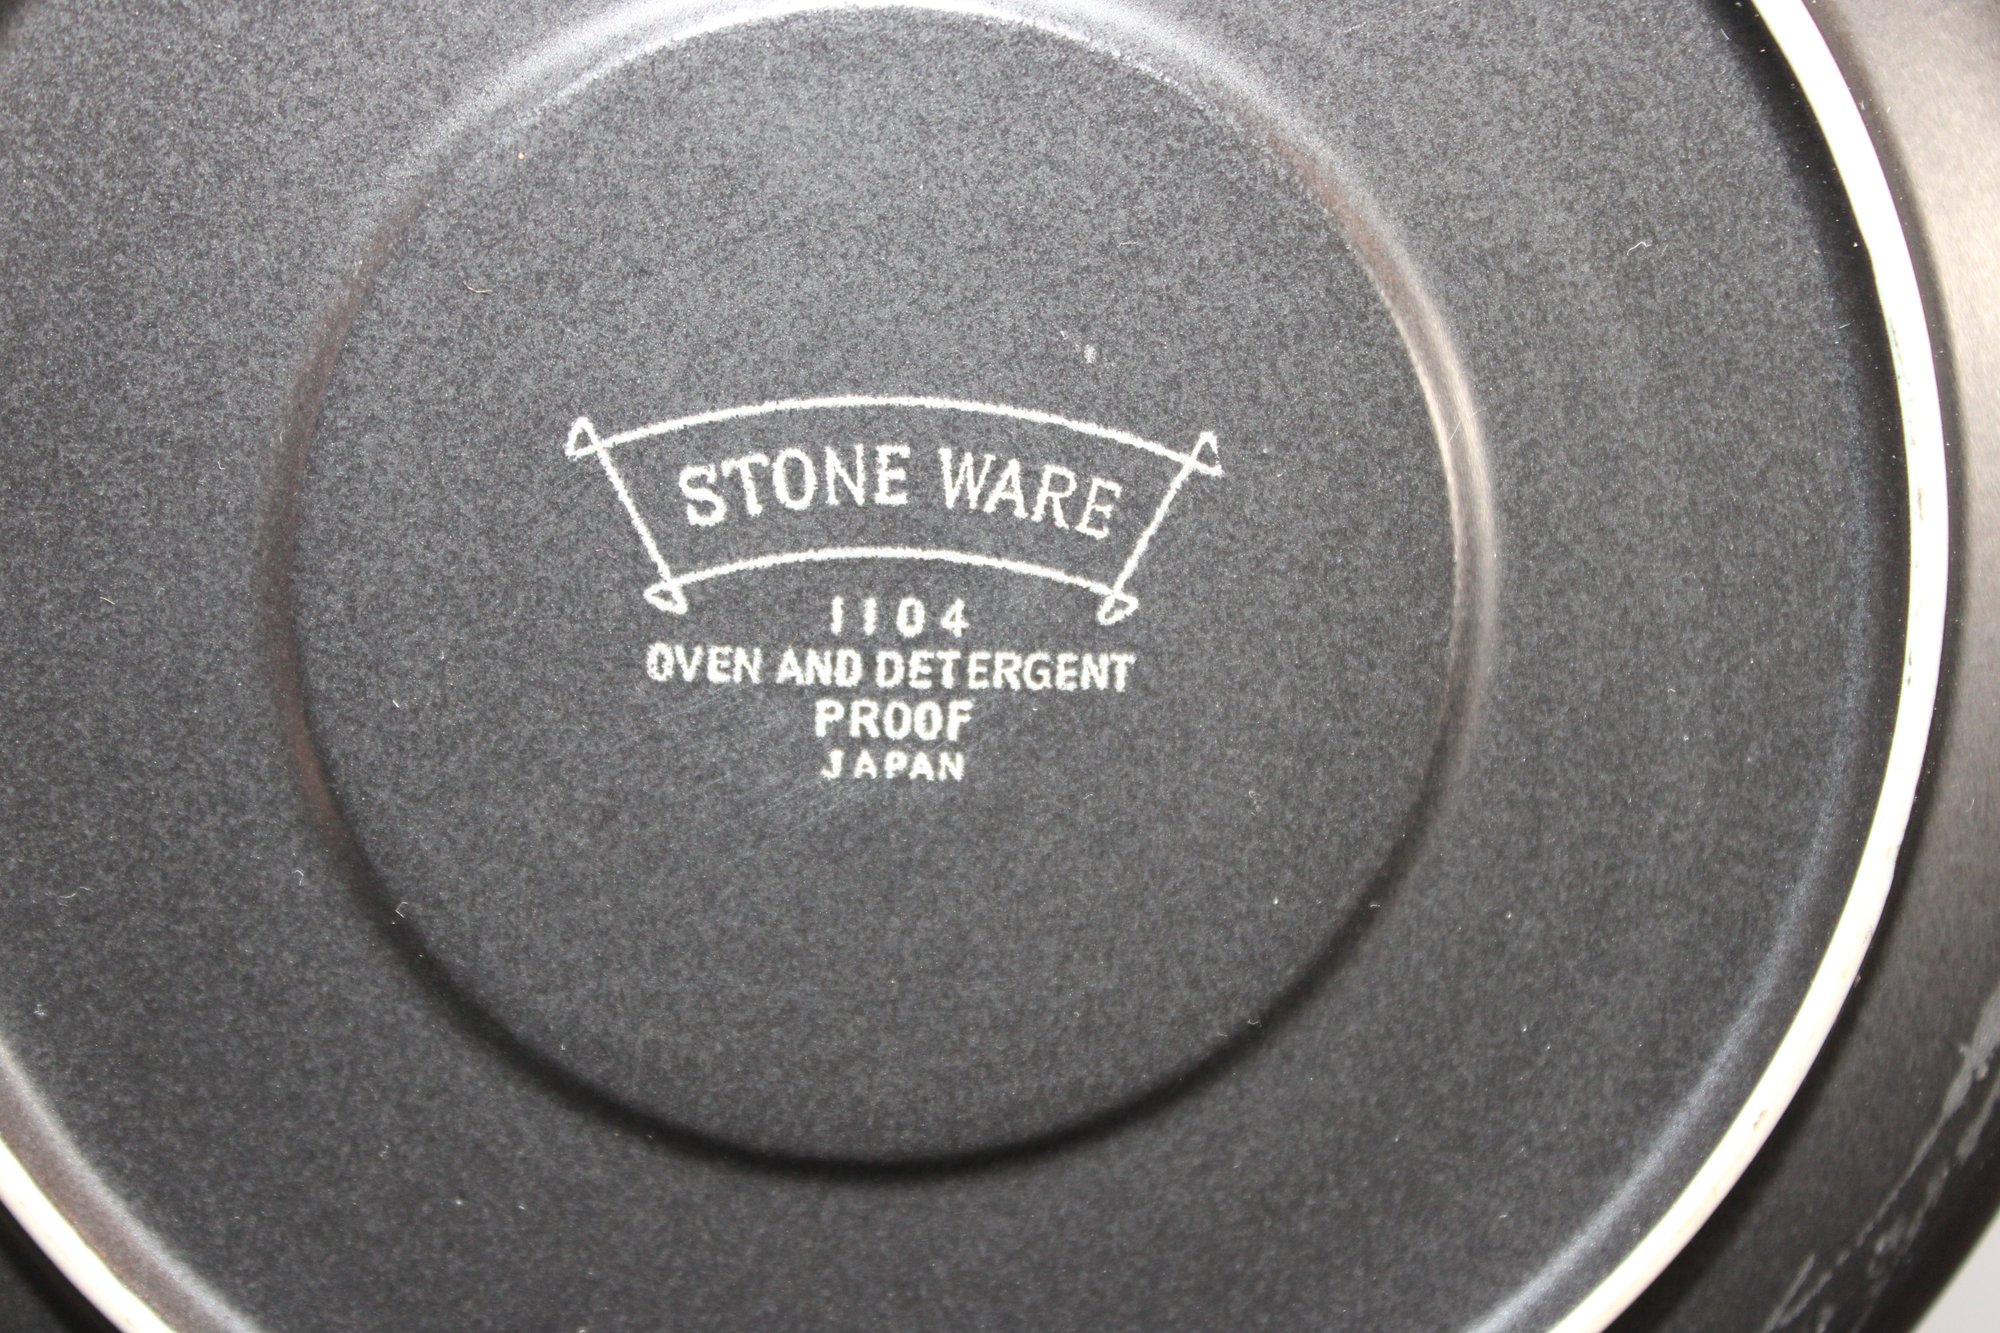 STONE WARE
1104
OVEN AND DETERGENT
PROOF
JAPAN